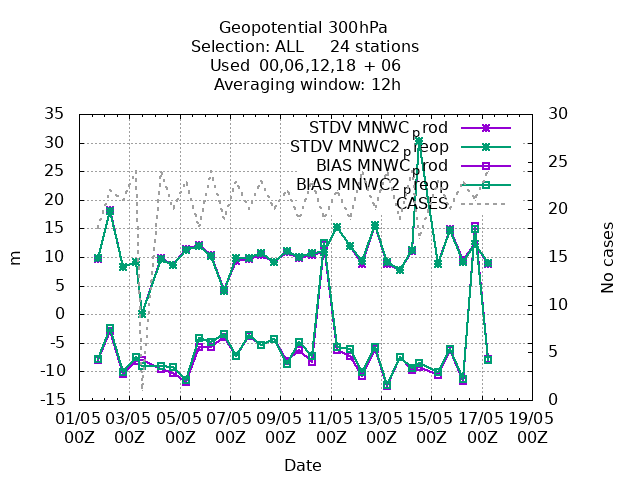 Geopotential 300hPa
Selection: ALL 24 stations
Used 00,06,12,18 + 06
Averaging window: 12h
35
30
25
20
15
10
5
0
-5
-10
-15
m
STDV MNWC_prod
STDV MNWC2_preop
BIAS MNWC_prod
BIAS MNWC2_preop
CASES
30
25
20
15
10
5
0
No cases
01/05 03/05 05/05 07/05 09/05 11/05 13/05 15/05 17/05 19/05
00Z 00Z 00Z 00Z 00Z 00Z 00Z 00Z 00Z 00Z
Date